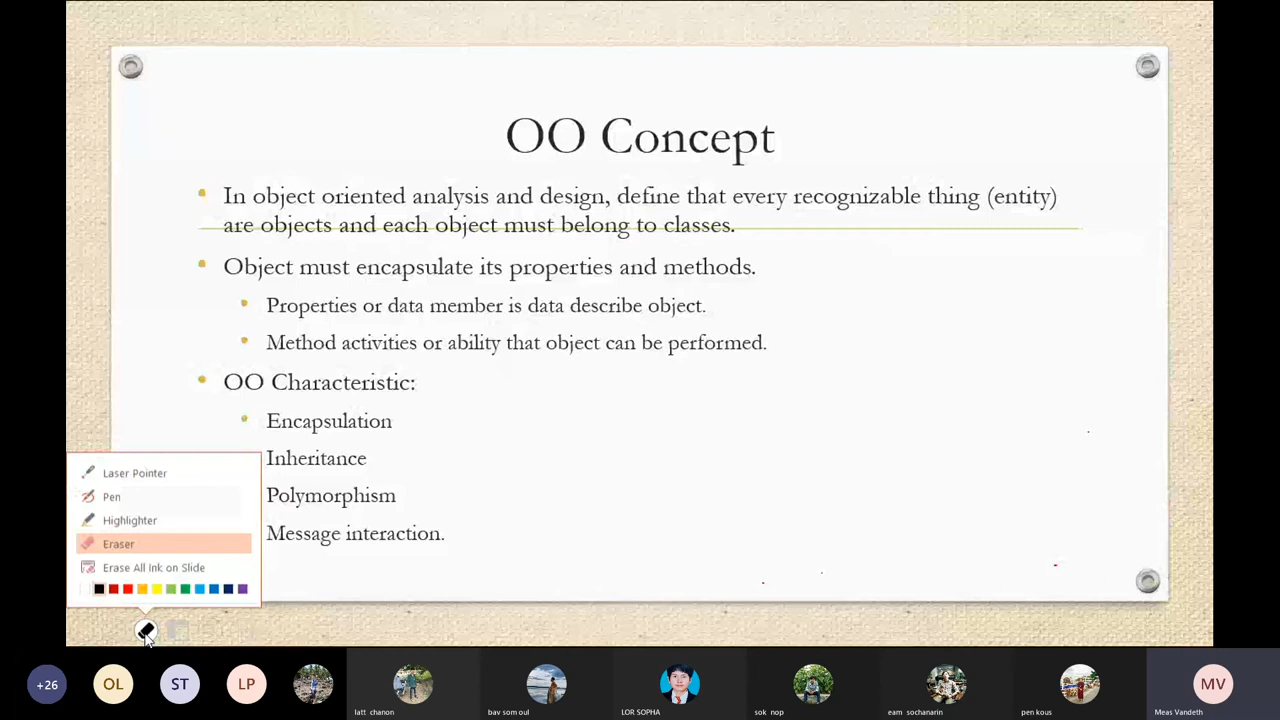 OO Concept
In object oriented analysis and design, define that every recognizable thing (entity)
are objects and each object must belong to classes.
Object must encapsulate its properties and methods.
Properties or data member is data describe object.
Method activities or ability that object can be performed.
OO Characteristic:
Encapsulation
Inheritance
Polymorphism
Message interaction.
Laser Pointer
Pen
Highlighter
Eraser
Erase All Ink on Slide
+26
OL
ST
LP
MV
latt chanon
bav som oul
LOR SOPHA
sok nop
eam sochanarin
pen kous
Meas Vandeth